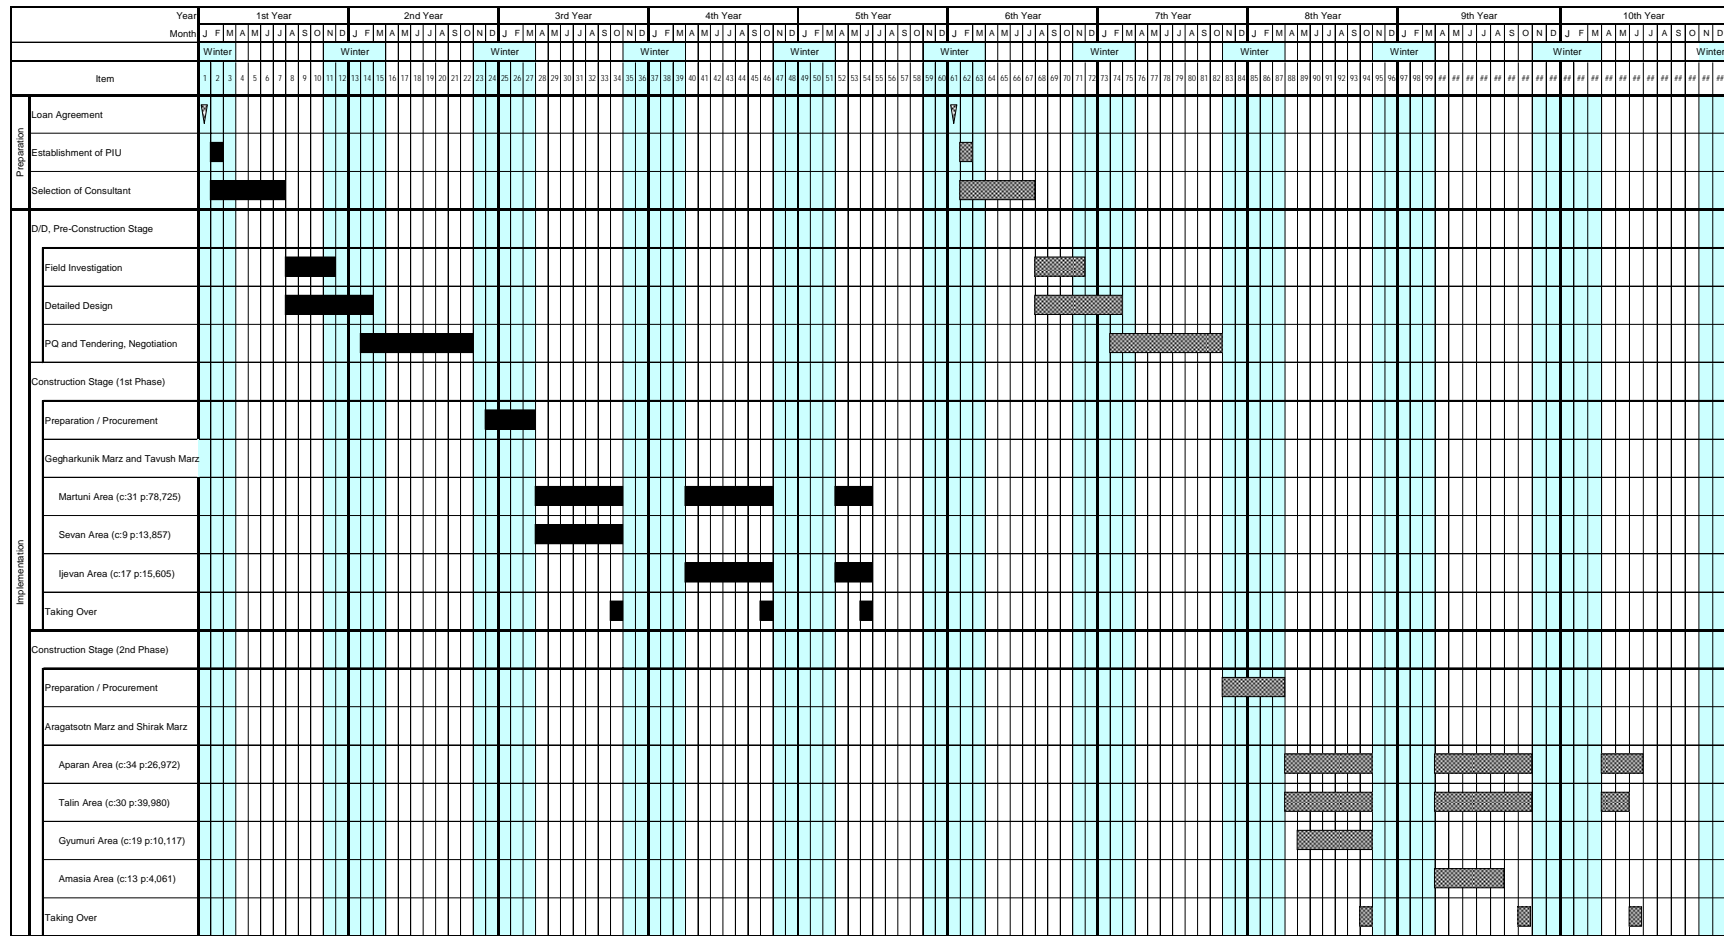 Year 1st Year 2nd Year 3rd Year 4th Year 5th Year 6th Year 7th Year 8th Year 9th Year 10th Year
Month J F M A M J J A S O N D J F M A M J J A S O N D J F M A M J J A S O N D J F M A M J J A S O N D J F M A M J J A S O N D J F M A M J J A S O N D J F M A M J J A S O N D J F M A M J J A S O N D J F M A M J J A S O N D J F M A M J J A S O N D
Winter Winter Winter Winter Winter Winter Winter Winter Winter Winter Winter
Item 1 2 3 4 5 6 7 8 9 10 11 12 13 14 15 16 17 18 19 20 21 22 23 24 25 26 27 28 29 30 31 32 33 34 35 36 37 38 39 40 41 42 43 44 45 46 47 48 49 50 51 52 53 54 55 56 57 58 59 60 61 62 63 64 65 66 67 68 69 70 71 72 73 74 75 76 77 78 79 80 81 82 83 84 85 86 87 88 89 90 91 92 93 94 95 96 97 98 99 ## ## ## ## ## ## ## ## ## ## ## ## ## ## ## ## ## ## ## ## ##
Preparation
Loan Agreement
Establishment of PIU
Selection of Consultant
Implementation
D/D, Pre-Construction Stage
Field Investigation
Detailed Design
PQ and Tendering, Negotiation
Construction Stage (1st Phase)
Preparation / Procurement
Gegharkunik Marz and Tavush Marz
Martuni Area (c:31 p:78,725)
Sevan Area (c:9 p:13,857)
Ijevan Area (c:17 p:15,605)
Taking Over
Construction Stage (2nd Phase)
Preparation / Procurement
Aragatsotn Marz and Shirak Marz
Aparan Area (c:34 p:26,972)
Talin Area (c:30 p:39,980)
Gyumuri Area (c:19 p:10,117)
Amasia Area (c:13 p:4,061)
Taking Over